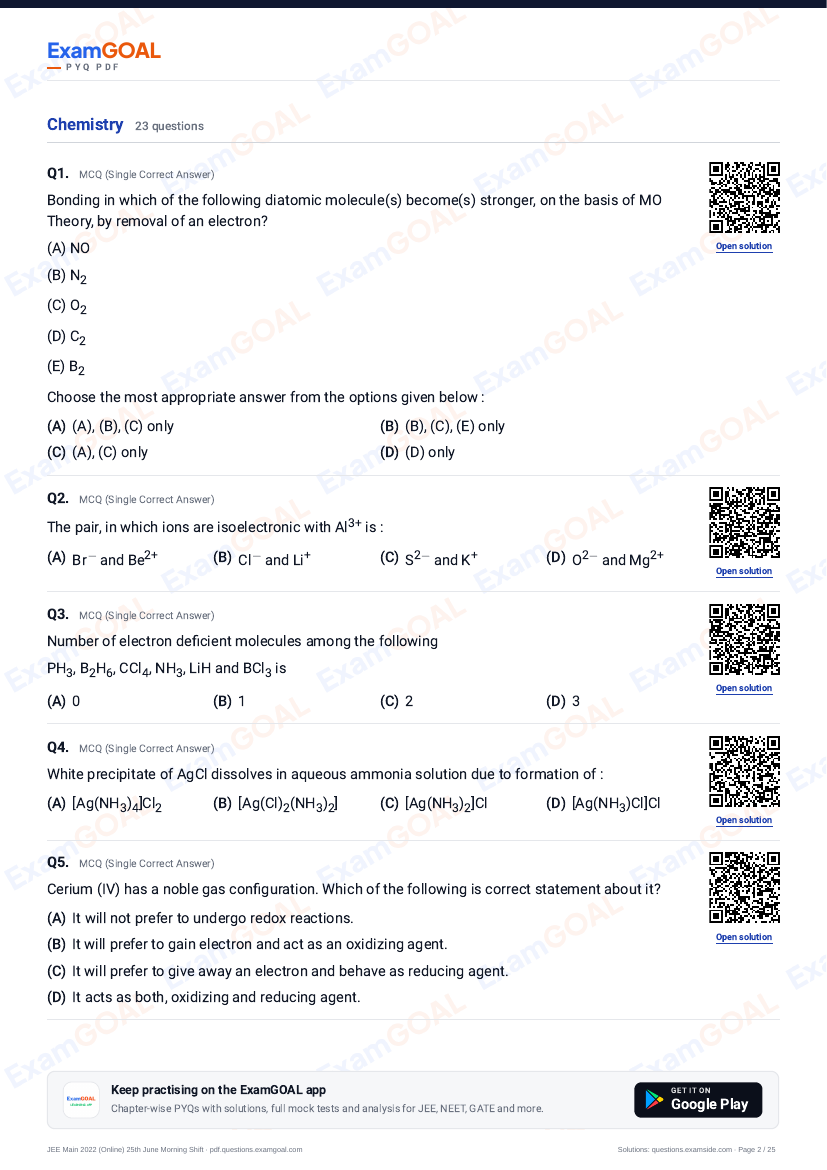 ExamGOAL
PYQ PDF
Chemistry 23 questions
Q1. MCQ (Single Correct Answer)
Bonding in which of the following diatomic molecule(s) become(s) stronger, on the basis of MO
Theory, by removal of an electron?
Open solution
(A) NO
(B) N₂
(C) O₂
(D) C₂
(E) B₂
Choose the most appropriate answer from the options given below :
(A) (A), (B), (C) only (B) (B), (C), (E) only
(C) (A), (C) only (D) (D) only
Q2. MCQ (Single Correct Answer)
The pair, in which ions are isoelectronic with Al³⁺ is :
(A) Br⁻ and Be²⁺ (B) Cl⁻ and Li⁺ (C) S²⁻ and K⁺ (D) O²⁻ and Mg²⁺
Open solution
Q3. MCQ (Single Correct Answer)
Number of electron deficient molecules among the following
PH₃, B₂H₆, CCl₄, NH₃, LiH and BCl₃ is
Open solution
(A) 0 (B) 1 (C) 2 (D) 3
Q4. MCQ (Single Correct Answer)
White precipitate of AgCl dissolves in aqueous ammonia solution due to formation of :
(A) [Ag(NH₃)₄]Cl₂ (B) [Ag(Cl)₂(NH₃)₂] (C) [Ag(NH₃)₂]Cl (D) [Ag(NH₃)Cl]Cl
Open solution
Q5. MCQ (Single Correct Answer)
Cerium (IV) has a noble gas configuration. Which of the following is correct statement about it?
(A) It will not prefer to undergo redox reactions.
Open solution
(B) It will prefer to gain electron and act as an oxidizing agent.
(C) It will prefer to give away an electron and behave as reducing agent.
(D) It acts as both, oxidizing and reducing agent.
Keep practising on the ExamGOAL app
Chapter-wise PYQs with solutions, full mock tests and analysis for JEE, NEET, GATE and more.
ExamGOAL
GET IT ON
Google Play
JEE Main 2022 (Online) 25th June Morning Shift · pdf.questions.examgoal.com
Solutions: questions.examside.com · Page 2 / 25